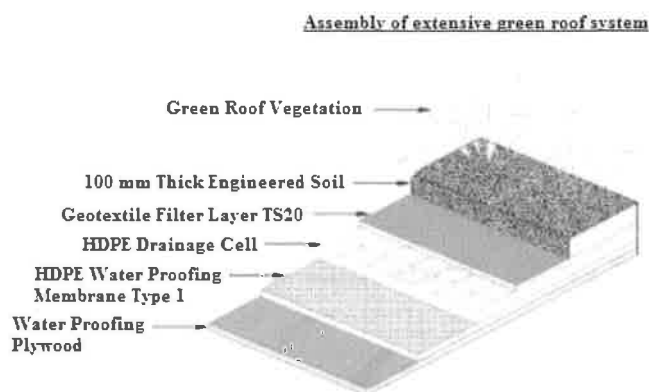 Assembly of extensive green roof system
Green Roof Vegetation
100 mm Thick Engineered Soil
Geotextile Filter Layer TS20
HDPE Drainage Cell
HDPE Water Proofing
Membrane Type 1
Water Proofing
Plywood